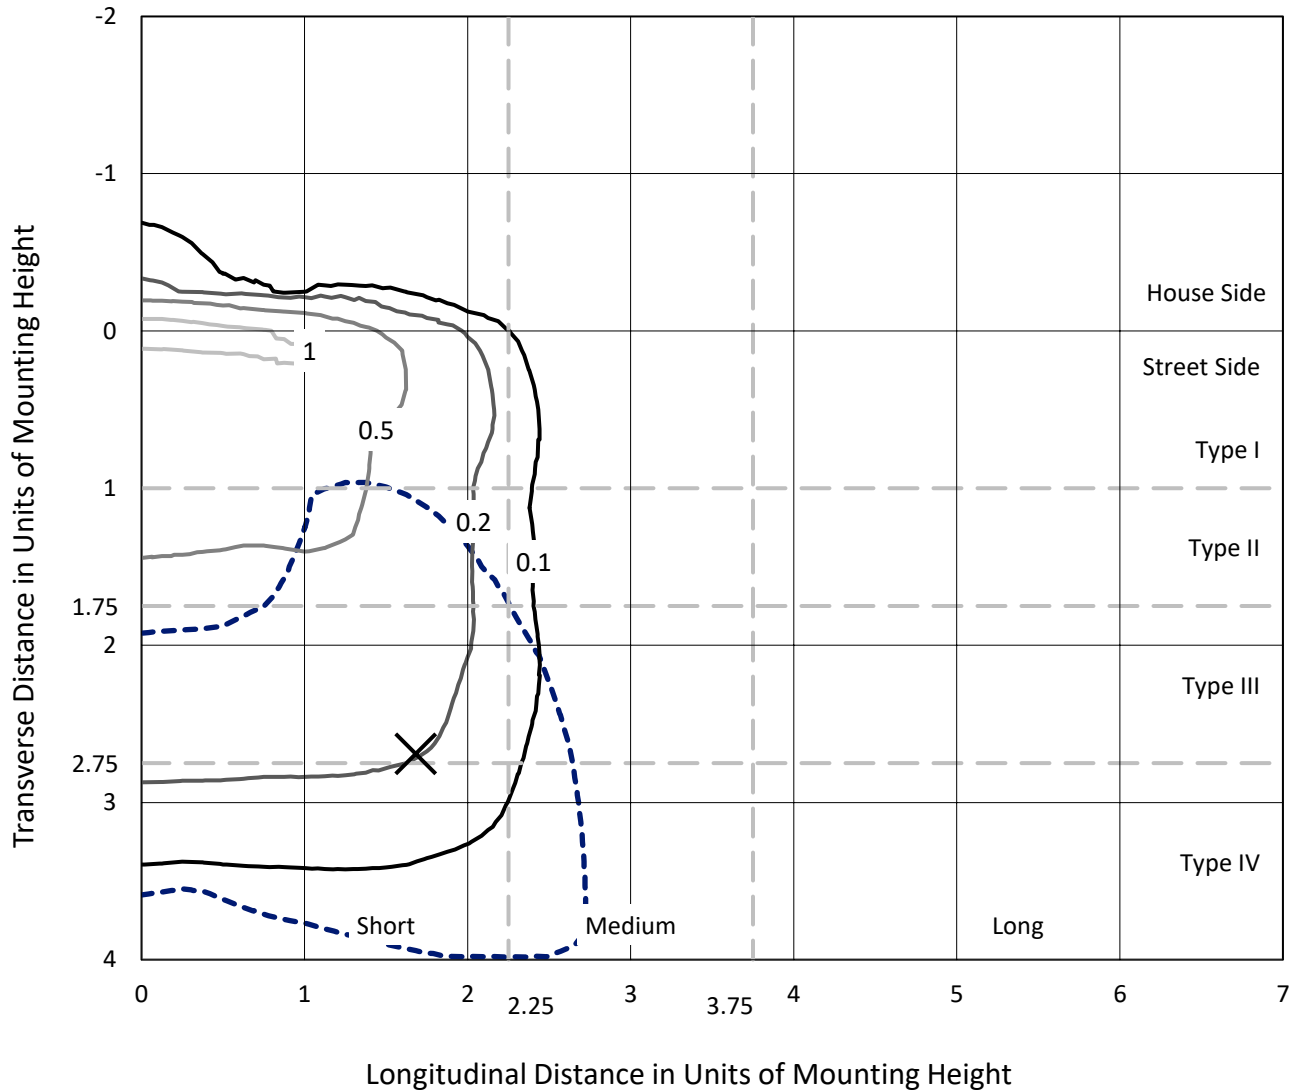 -2
-1
House Side
0
1
Street Side
0.5
Type I
1
0.2
Type II
0.1
1.75
2
Type III
2.75
3
Type IV
Short
Medium
Long
4
0
1
2
2.25
3
3.75
4
5
6
7
Transverse Distance in Units of Mounting Height
Longitudinal Distance in Units of Mounting Height